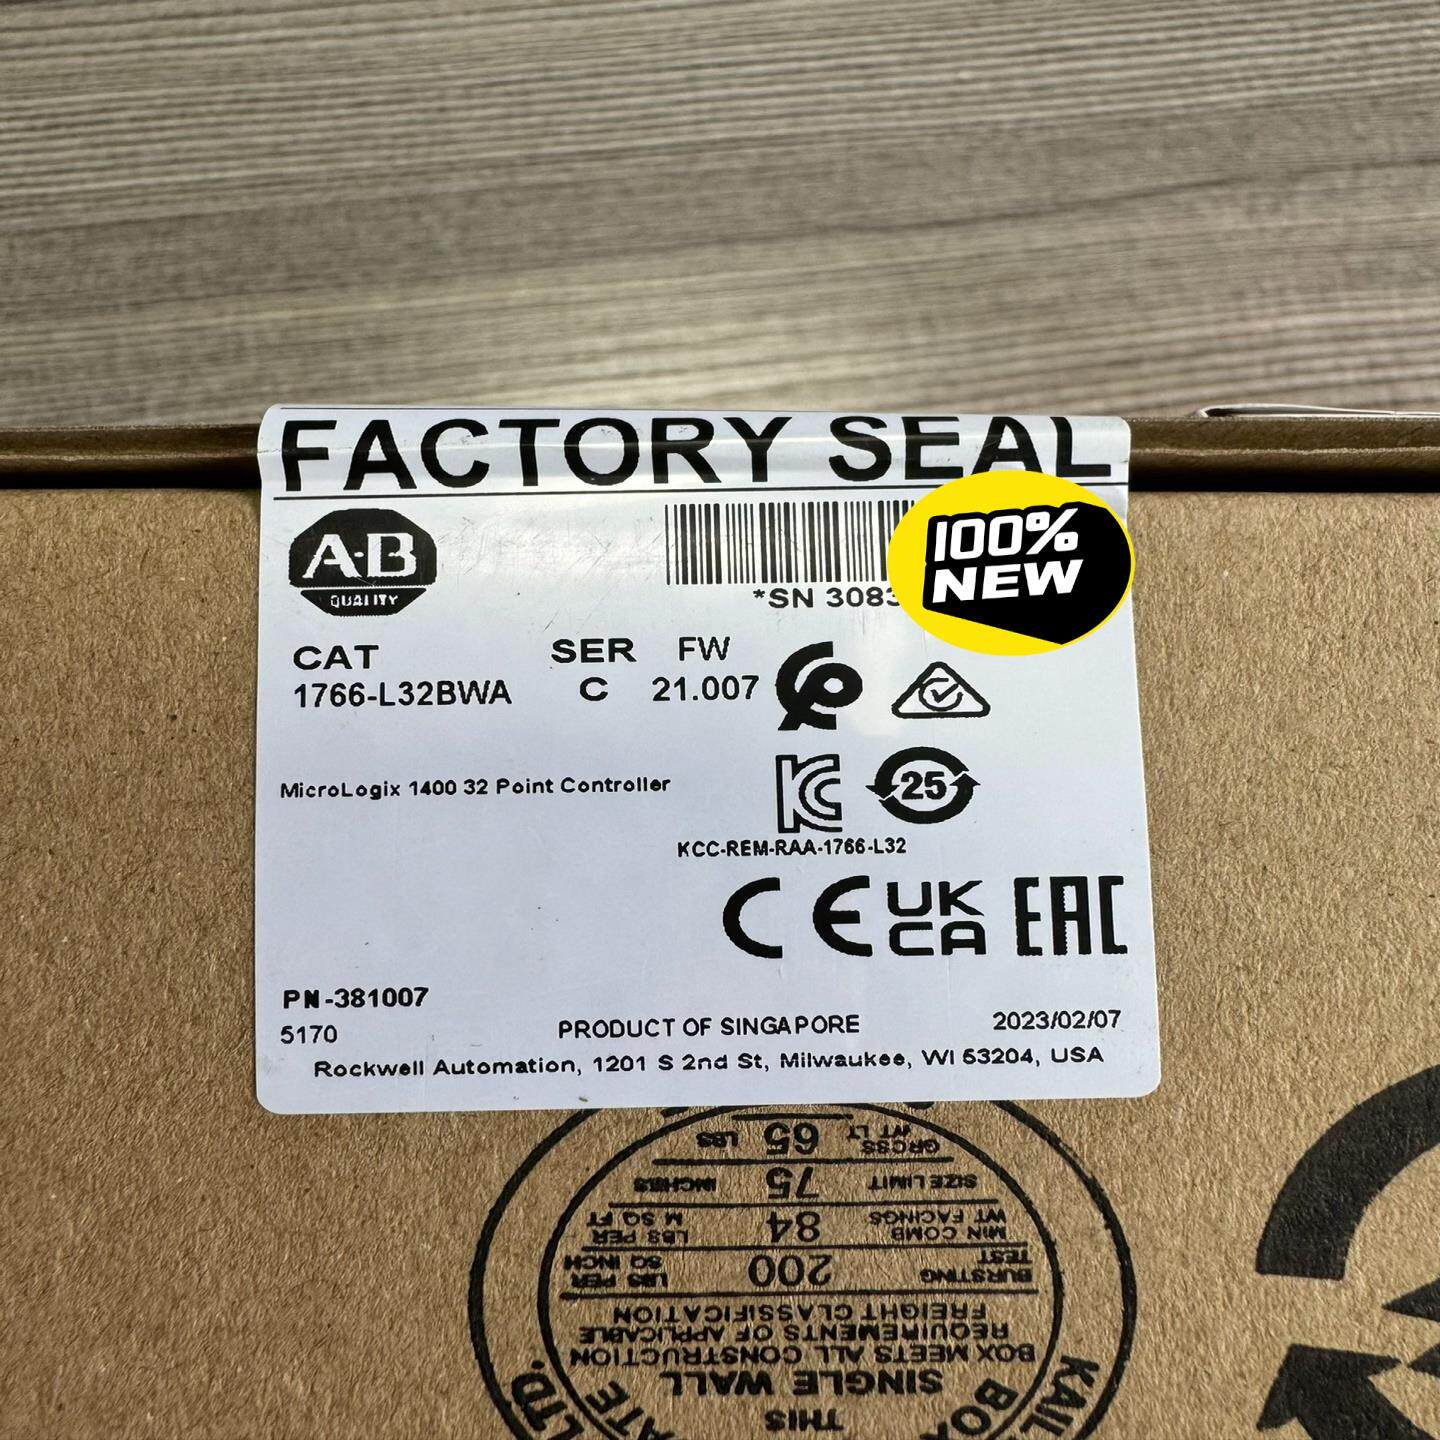 FACTORY SEAL
A-B
QUALITY
100%
NEW
*SN 3083
CAT SER FW
1766-L32BWA C 21.007
MicroLogix 1400 32 Point Controller
25
KCC-REM-RAA-1766-L32
CE UK CA EAC
PN-381007
5170 PRODUCT OF SINGAPORE 2023/02/07
Rockwell Automation, 1201 S 2nd St, Milwaukee, WI 53204, USA
THIS
SINGLE WALL
BOX MEETS ALL CONSTRUCTION
REQUIREMENTS OF APPLICABLE
FREIGHT CLASSIFICATION
BURSTING TEST 200 LBS PER SQ INCH
MIN COMB WT FACINGS 84 LBS PER M SQ FT
SIZE LIMIT 75 INCHES
GROSS WT LT 65 LBS
BOX
LTD.